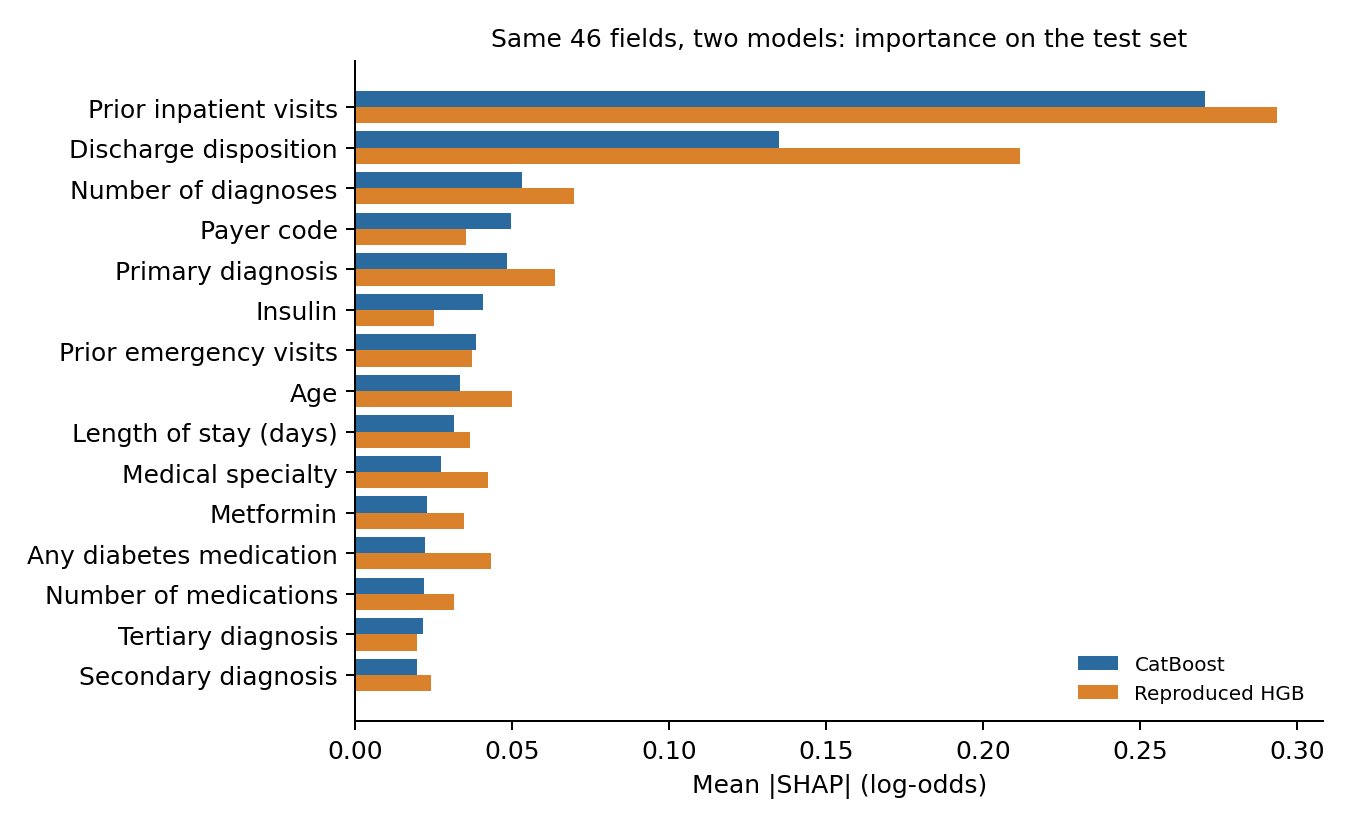 Same 46 fields, two models: importance on the test set
Prior inpatient visits
Discharge disposition
Number of diagnoses
Payer code
Primary diagnosis
Insulin
Prior emergency visits
Age
Length of stay (days)
Medical specialty
Metformin
Any diabetes medication
Number of medications
Tertiary diagnosis
Secondary diagnosis
CatBoost
Reproduced HGB
0.00 0.05 0.10 0.15 0.20 0.25 0.30
Mean |SHAP| (log-odds)